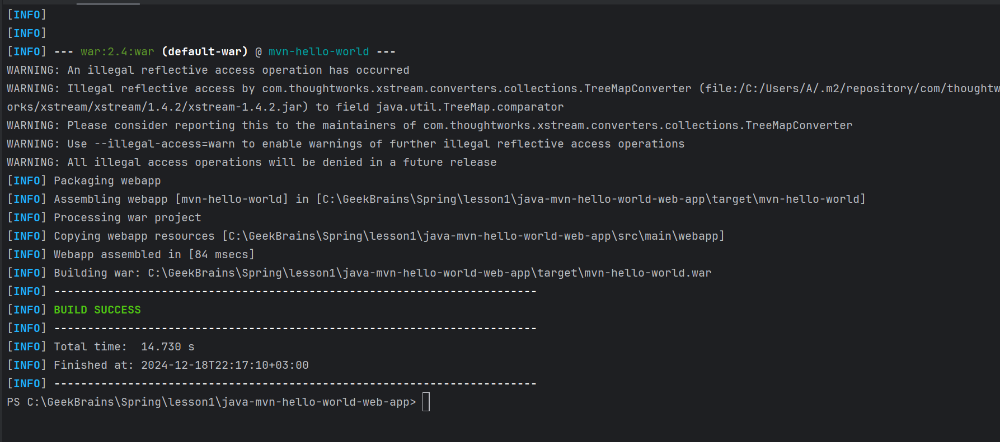 [INFO]
[INFO]
[INFO] --- war:2.4:war (default-war) @ mvn-hello-world ---
WARNING: An illegal reflective access operation has occurred
WARNING: Illegal reflective access by com.thoughtworks.xstream.converters.collections.TreeMapConverter (file:/C:/Users/A/.m2/repository/com/thoughtw
orks/xstream/xstream/1.4.2/xstream-1.4.2.jar) to field java.util.TreeMap.comparator
WARNING: Please consider reporting this to the maintainers of com.thoughtworks.xstream.converters.collections.TreeMapConverter
WARNING: Use --illegal-access=warn to enable warnings of further illegal reflective access operations
WARNING: All illegal access operations will be denied in a future release
[INFO] Packaging webapp
[INFO] Assembling webapp [mvn-hello-world] in [C:\GeekBrains\Spring\lesson1\java-mvn-hello-world-web-app\target\mvn-hello-world]
[INFO] Processing war project
[INFO] Copying webapp resources [C:\GeekBrains\Spring\lesson1\java-mvn-hello-world-web-app\src\main\webapp]
[INFO] Webapp assembled in [84 msecs]
[INFO] Building war: C:\GeekBrains\Spring\lesson1\java-mvn-hello-world-web-app\target\mvn-hello-world.war
[INFO] ------------------------------------------------------------------------
[INFO] BUILD SUCCESS
[INFO] ------------------------------------------------------------------------
[INFO] Total time:  14.730 s
[INFO] Finished at: 2024-12-18T22:17:10+03:00
[INFO] ------------------------------------------------------------------------
PS C:\GeekBrains\Spring\lesson1\java-mvn-hello-world-web-app>